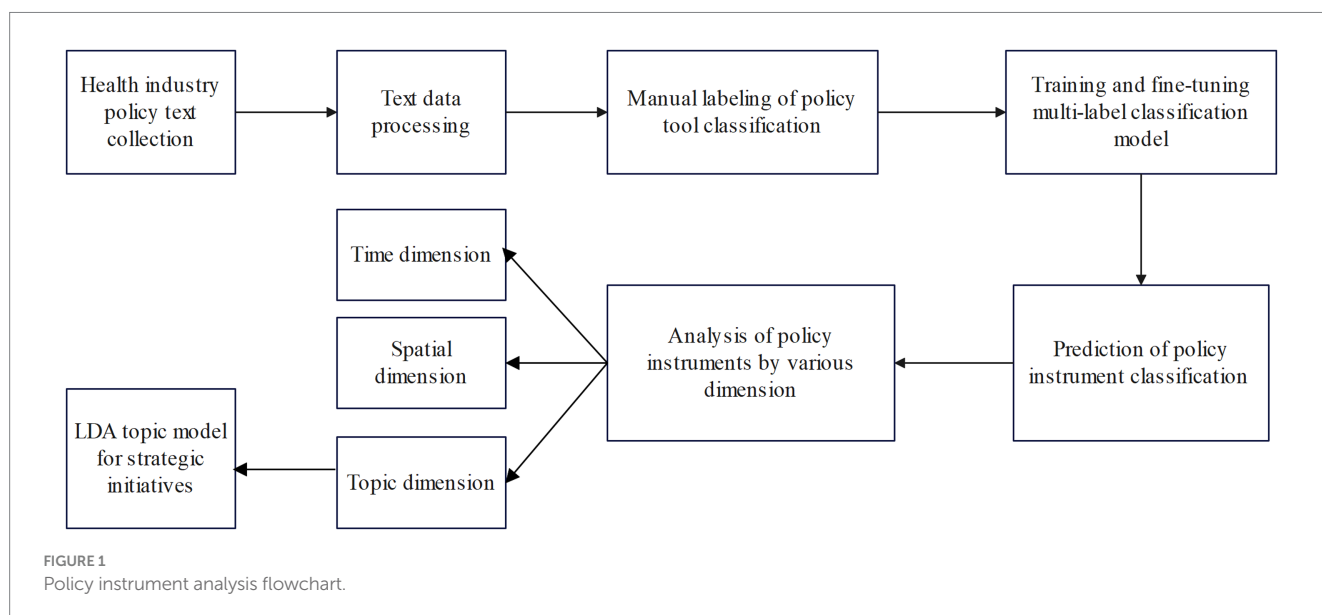 Health industry
policy text
collection
Text data
processing
Manual labeling of policy
tool classification
Training and fine-tuning
multi-label classification
model
Time dimension
Spatial
dimension
Topic dimension
Analysis of policy
instruments by various
dimension
Prediction of policy
instrument classification
LDA topic model
for strategic
initiatives
FIGURE 1
Policy instrument analysis flowchart.